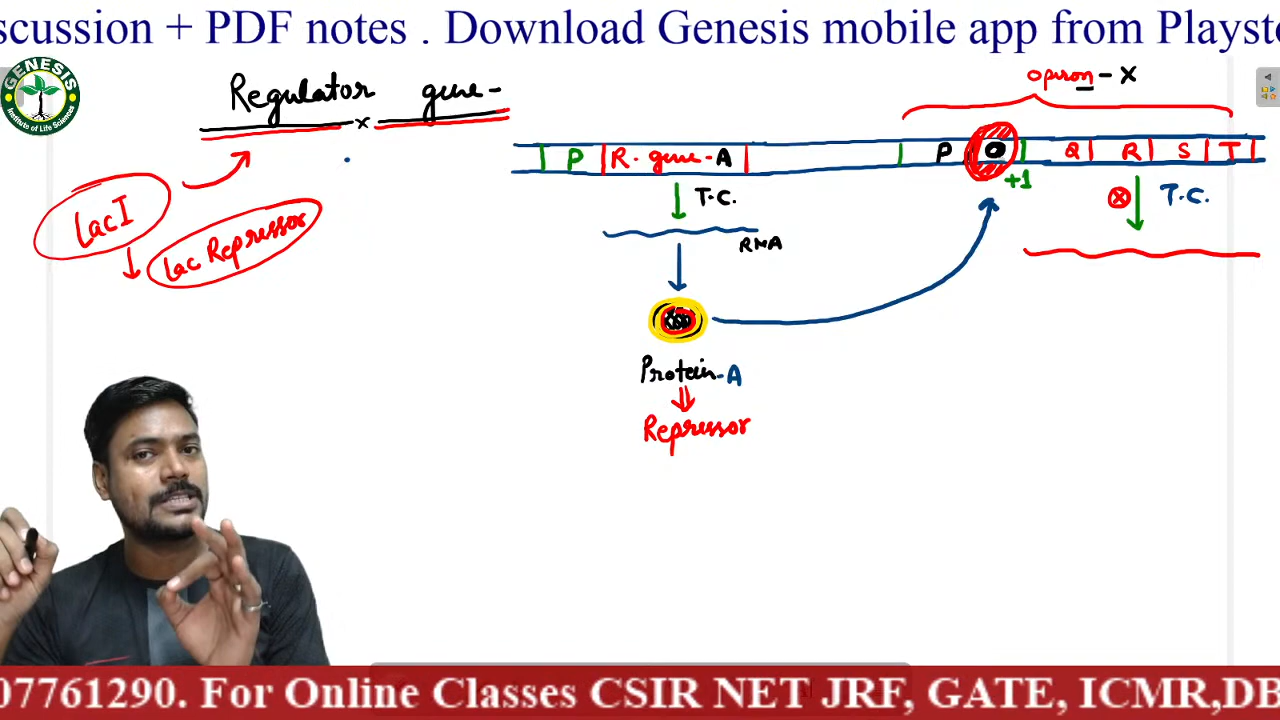 scussion + PDF notes . Download Genesis mobile app from Playst
GENESIS
Institute of Life Sciences
Regulator gene-
x
operon - X
P R. gene-A P O Q R S T
+1
T.C.
T.C.
RNA
Lac I
Lac Repressor
Protein-A
Repressor
07761290. For Online Classes CSIR NET JRF, GATE, ICMR,DB